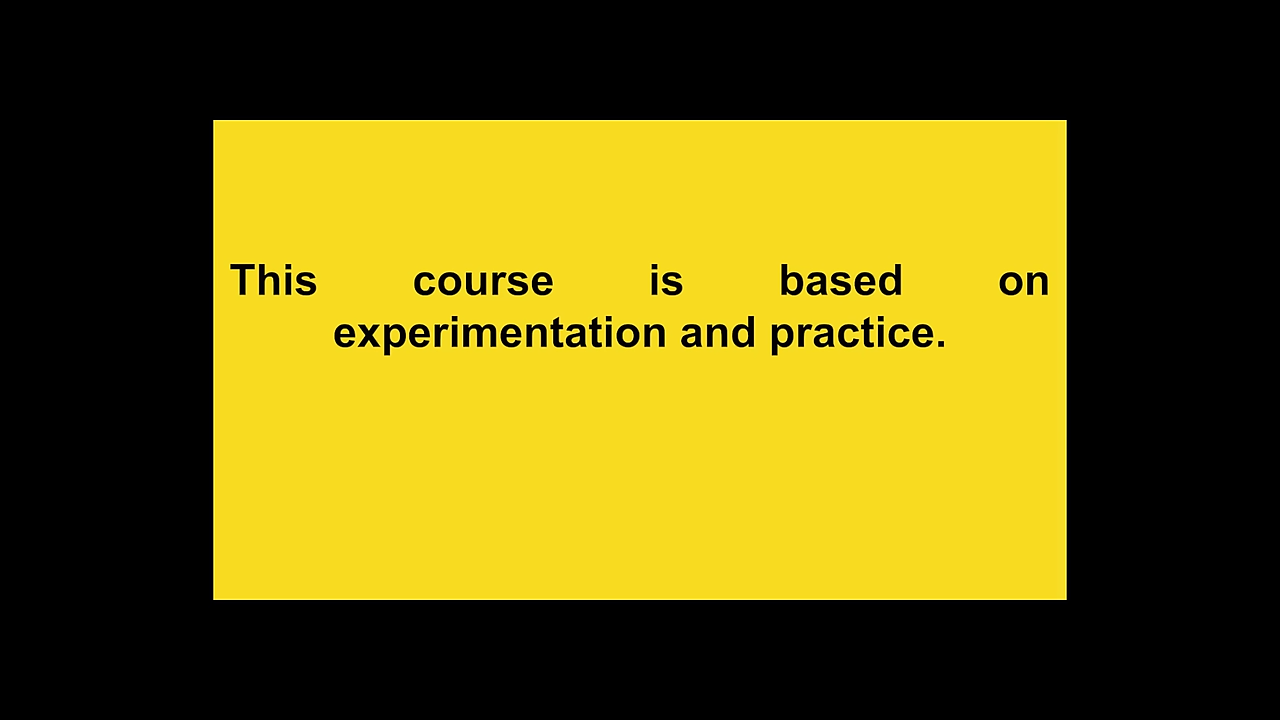 This course is based on
experimentation and practice.